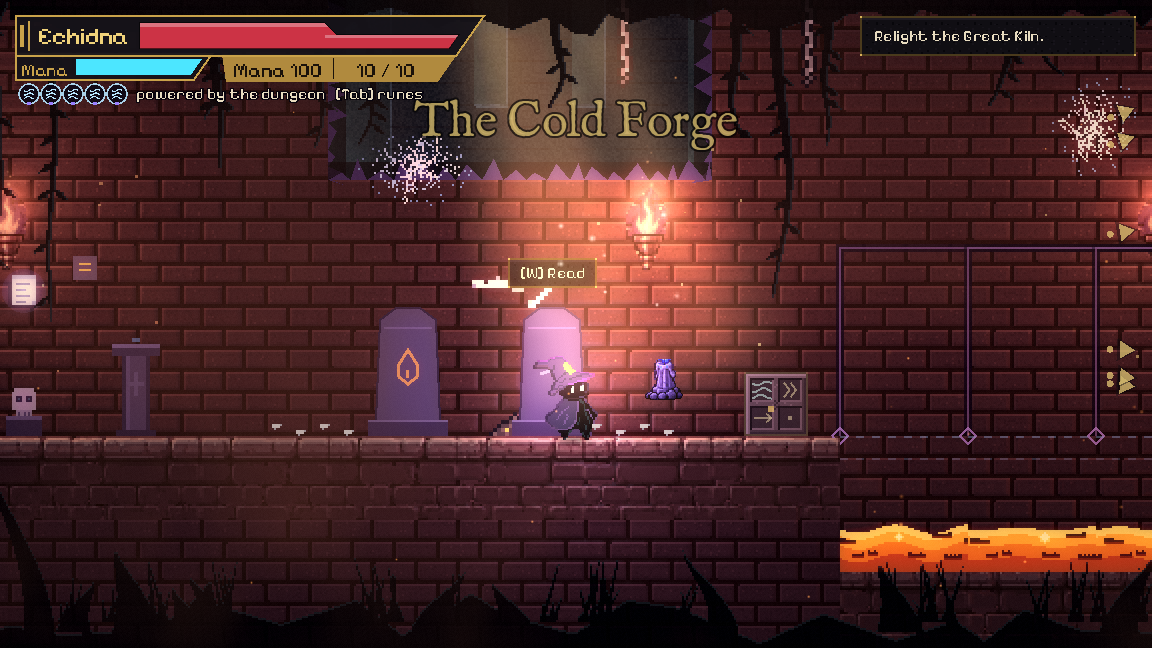 Echidna
Relight the Great Kiln.
Mana
Mana 100
10 / 10
powered by the dungeon [Tab] runes
The Cold Forge
[W] Read